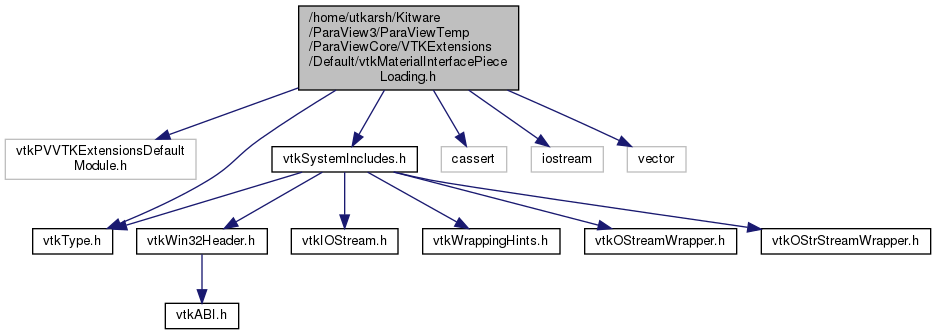 /home/utkarsh/Kitware
/ParaView3/ParaViewTemp
/ParaViewCore/VTKExtensions
/Default/vtkMaterialInterfacePiece
Loading.h
vtkPVVTKExtensionsDefault
Module.h
vtkSystemIncludes.h
cassert
iostream
vector
vtkType.h
vtkWin32Header.h
vtkIOStream.h
vtkWrappingHints.h
vtkOStreamWrapper.h
vtkOStrStreamWrapper.h
vtkABI.h